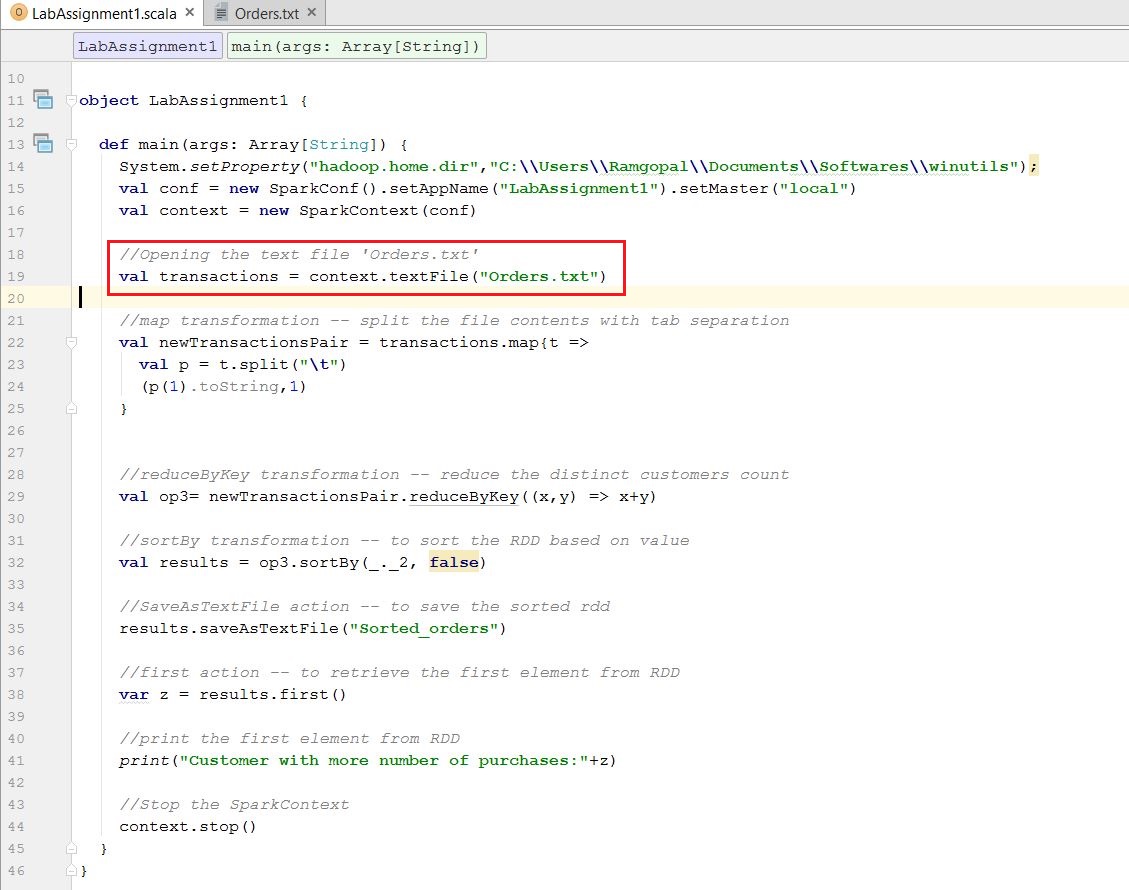 LabAssignment1.scala × Orders.txt ×
LabAssignment1 main(args: Array[String])
10
11 object LabAssignment1 {
12
13 def main(args: Array[String]) {
14 System.setProperty("hadoop.home.dir","C:\\Users\\Ramgopal\\Documents\\Softwares\\winutils");
15 val conf = new SparkConf().setAppName("LabAssignment1").setMaster("local")
16 val context = new SparkContext(conf)
17
18 //Opening the text file 'Orders.txt'
19 val transactions = context.textFile("Orders.txt")
20
21 //map transformation -- split the file contents with tab separation
22 val newTransactionsPair = transactions.map{t =>
23 val p = t.split("\t")
24 (p(1).toString,1)
25 }
26
27
28 //reduceByKey transformation -- reduce the distinct customers count
29 val op3= newTransactionsPair.reduceByKey((x,y) => x+y)
30
31 //sortBy transformation -- to sort the RDD based on value
32 val results = op3.sortBy(_._2, false)
33
34 //SaveAsTextFile action -- to save the sorted rdd
35 results.saveAsTextFile("Sorted_orders")
36
37 //first action -- to retrieve the first element from RDD
38 var z = results.first()
39
40 //print the first element from RDD
41 print("Customer with more number of purchases:"+z)
42
43 //Stop the SparkContext
44 context.stop()
45 }
46 }